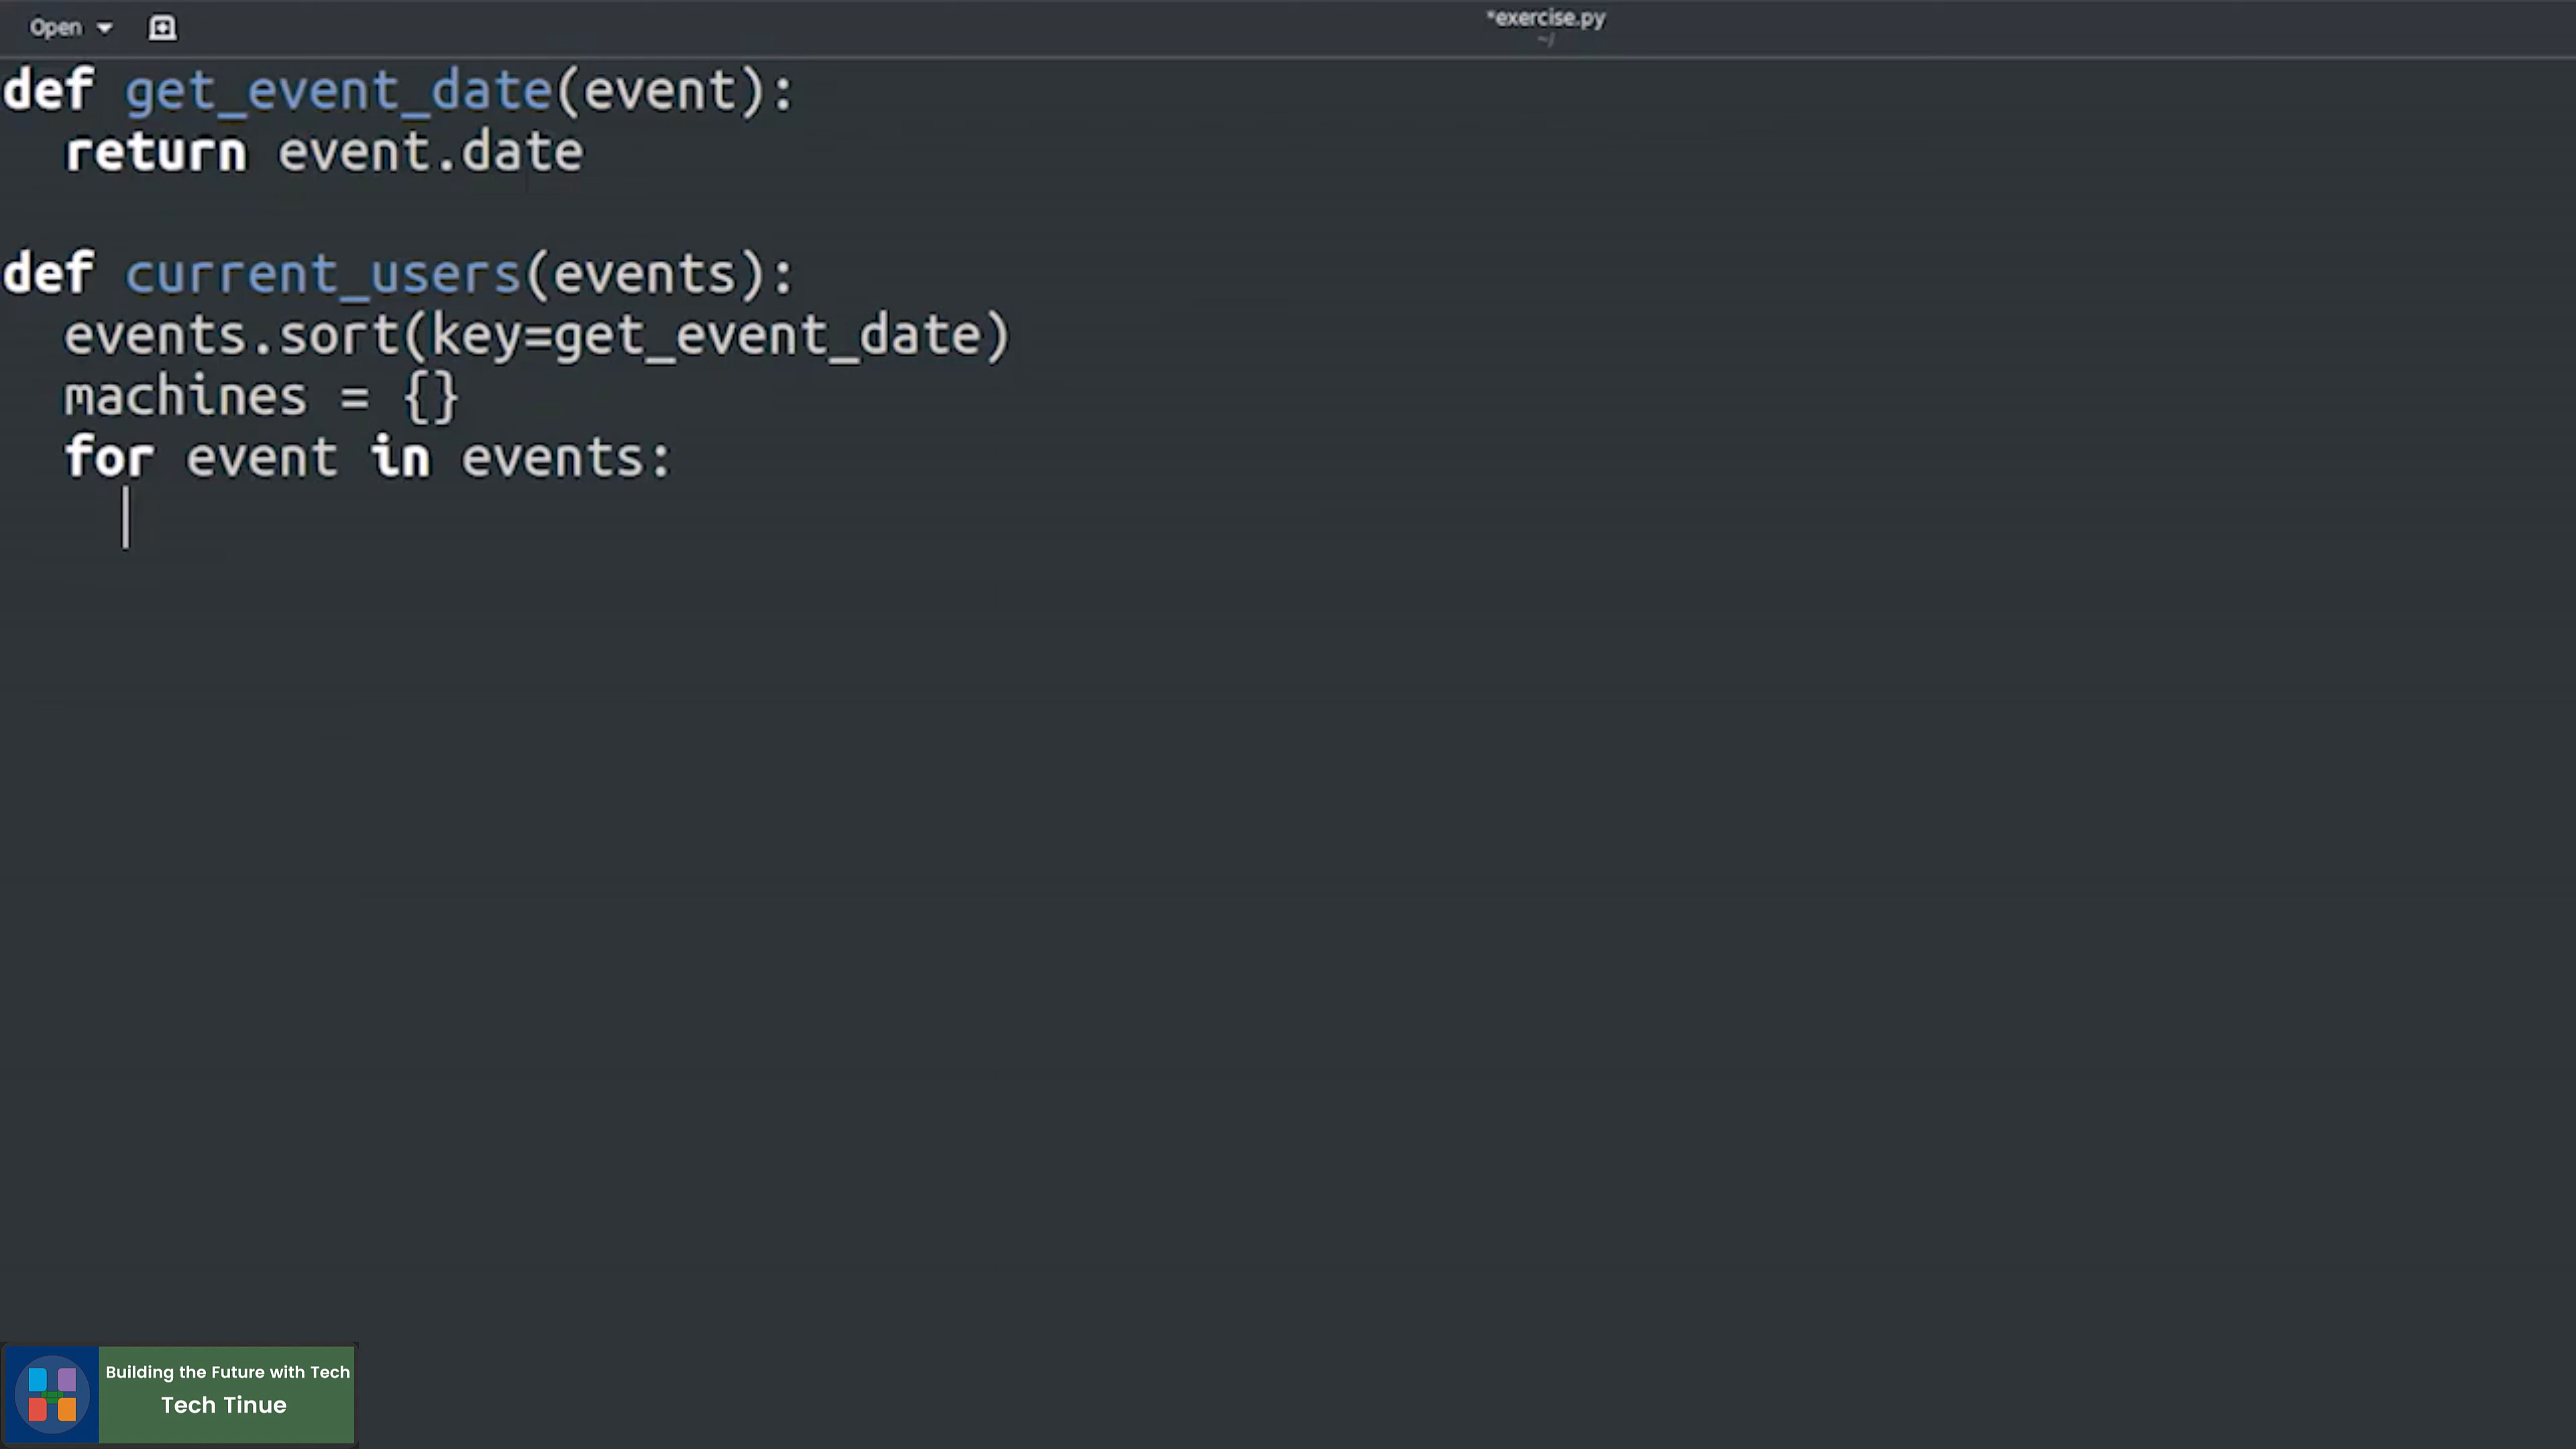 Open
*exercise.py
~/
def get_event_date(event):
  return event.date

def current_users(events):
  events.sort(key=get_event_date)
  machines = {}
  for event in events:
Building the Future with Tech
Tech Tinue